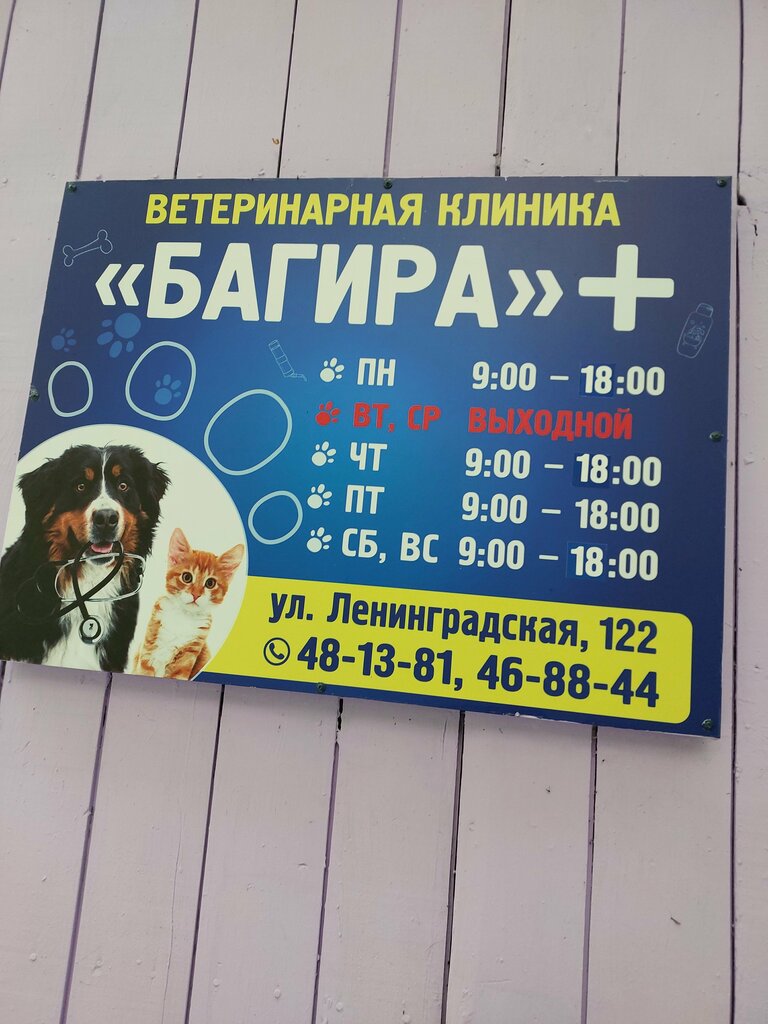 ВЕТЕРИНАРНАЯ КЛИНИКА
«БАГИРА»+
ПН 9:00 – 18:00
ВТ, СР ВЫХОДНОЙ
ЧТ 9:00 – 18:00
ПТ 9:00 – 18:00
СБ, ВС 9:00 – 18:00
ул. Ленинградская, 122
48-13-81, 46-88-44